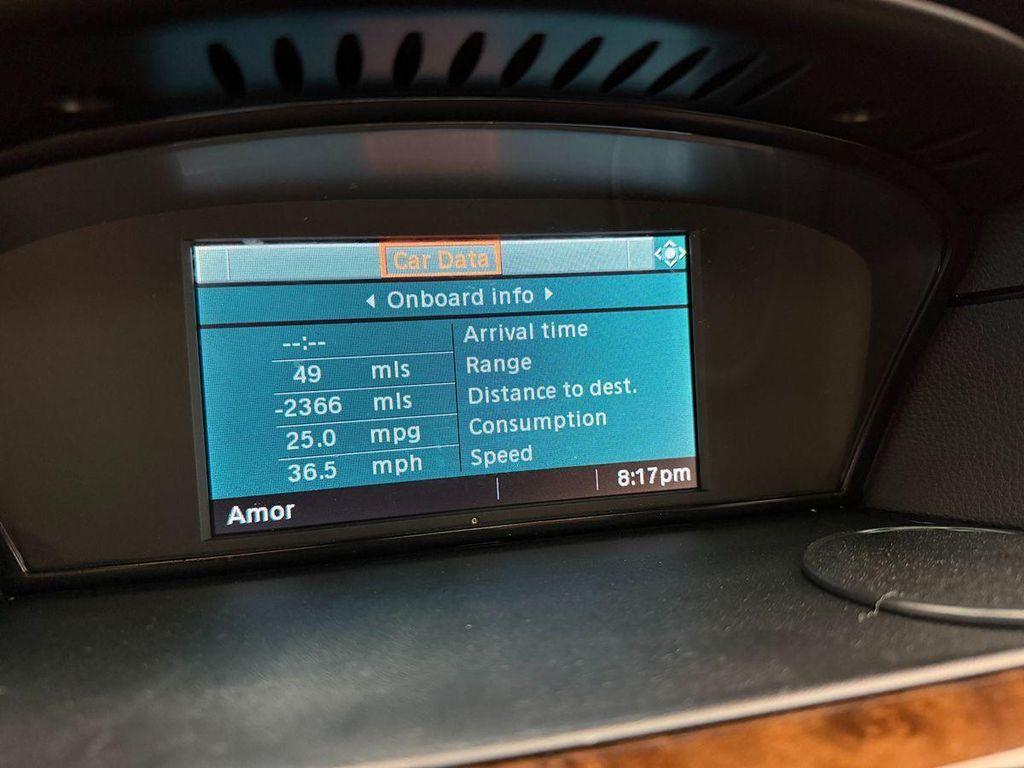 Car Data
◂ Onboard info ▸
--:-- Arrival time
49 mls Range
-2366 mls Distance to dest.
25.0 mpg Consumption
36.5 mph Speed
Amor 8:17pm